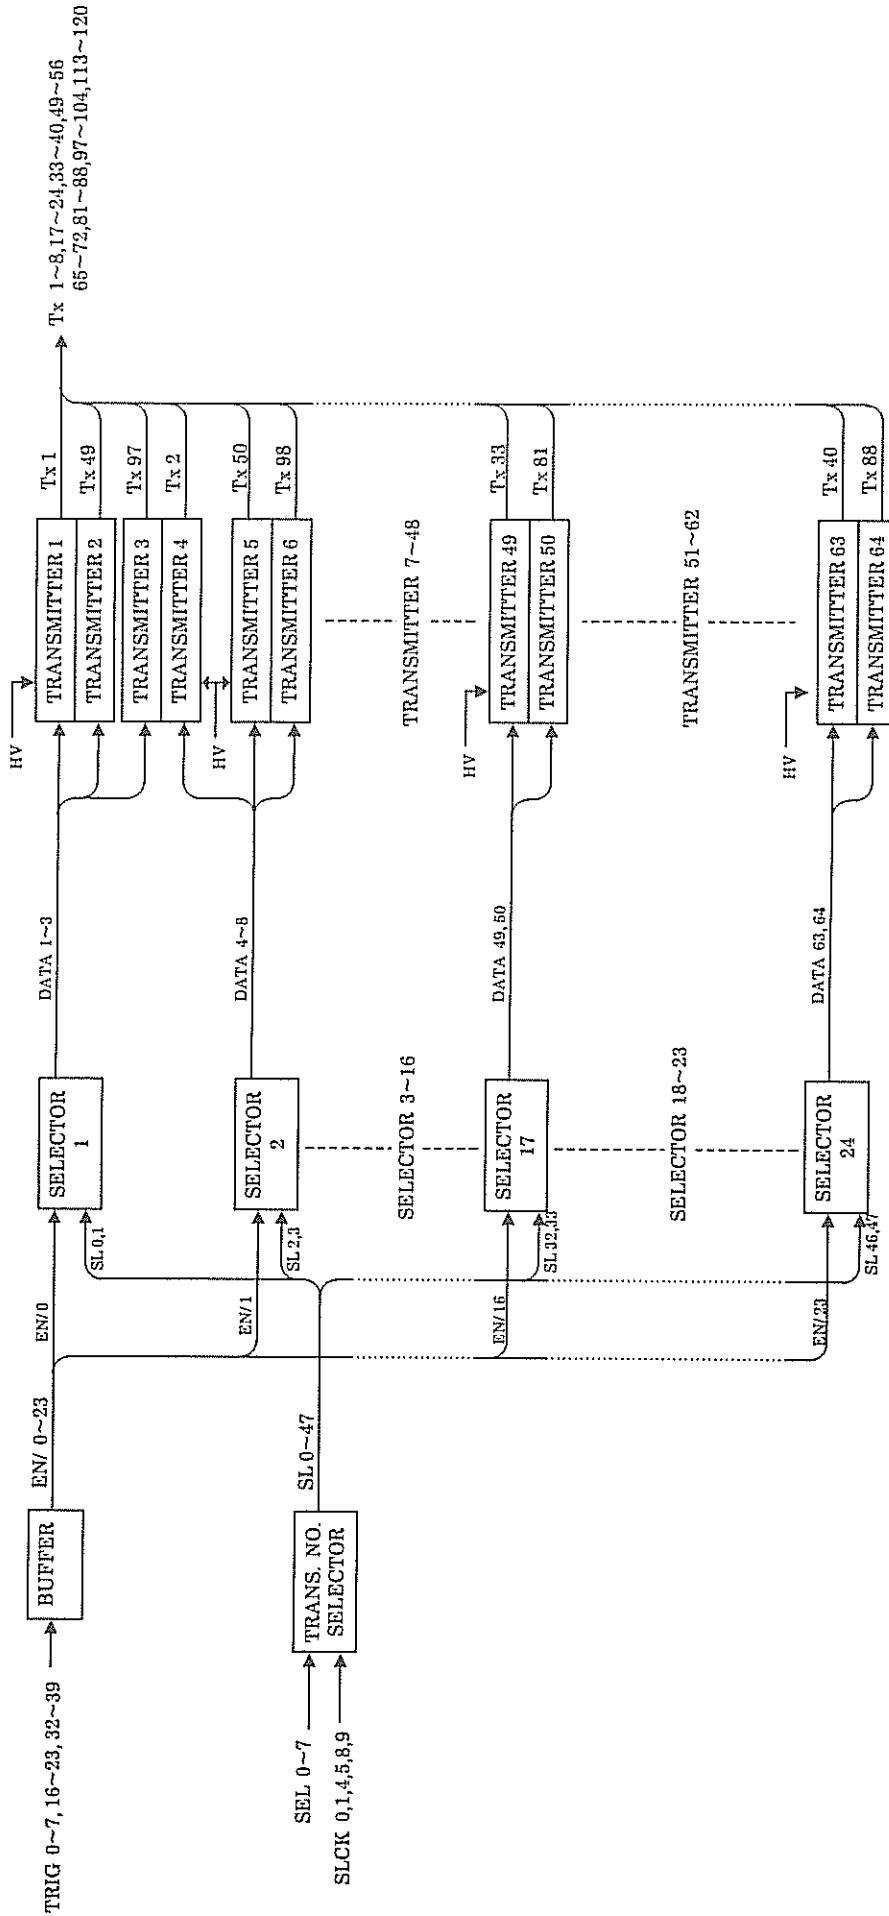 TRIG 0~7, 16~23, 32~39
BUFFER
EN/ 0~23
EN/0
SL 0,1
SELECTOR
1
DATA 1~3
HV
TRANSMITTER 1
TRANSMITTER 2
TRANSMITTER 3
TRANSMITTER 4
Tx 1
Tx 49
Tx 97
Tx 2
Tx 1~8,17~24,33~40,49~56
65~72,81~88,97~104,113~120
SEL 0~7
SLCK 0,1,4,5,8,9
TRANS. NO.
SELECTOR
SL 0~47
EN/1
SL 2,3
SELECTOR
2
DATA 4~8
HV
TRANSMITTER 5
TRANSMITTER 6
Tx 50
Tx 98
SELECTOR 3~16
TRANSMITTER 7~48
EN/16
SL 32,33
SELECTOR
17
DATA 49,50
HV
TRANSMITTER 49
TRANSMITTER 50
Tx 33
Tx 81
SELECTOR 18~23
TRANSMITTER 51~62
EN/23
SL 46,47
SELECTOR
24
DATA 63,64
HV
TRANSMITTER 63
TRANSMITTER 64
Tx 40
Tx 88